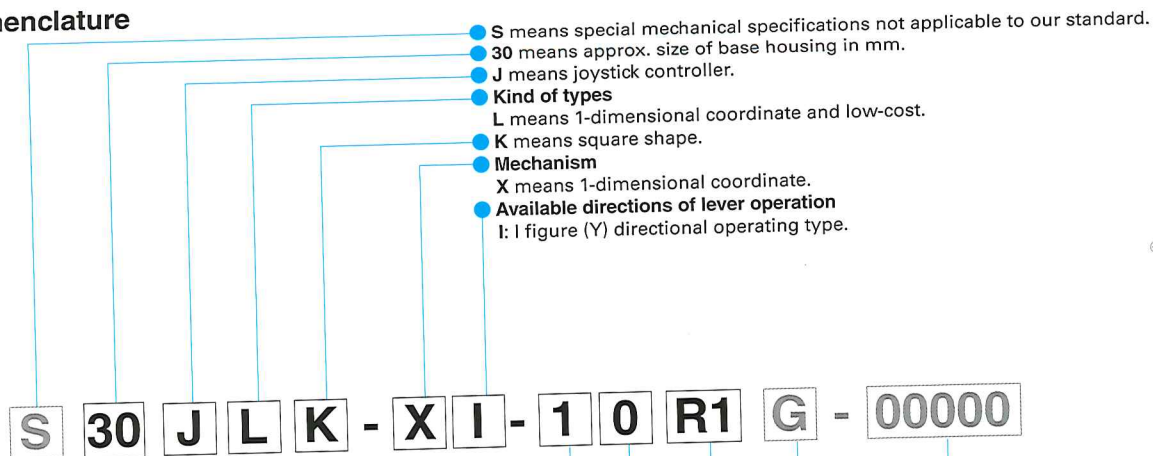 enclature
S means special mechanical specifications not applicable to our standard.
30 means approx. size of base housing in mm.
J means joystick controller.
Kind of types
L means 1-dimensional coordinate and low-cost.
K means square shape.
Mechanism
X means 1-dimensional coordinate.
Available directions of lever operation
I: I figure (Y) directional operating type.
S 30 J L K - X I - 1 0 R1 G - 00000